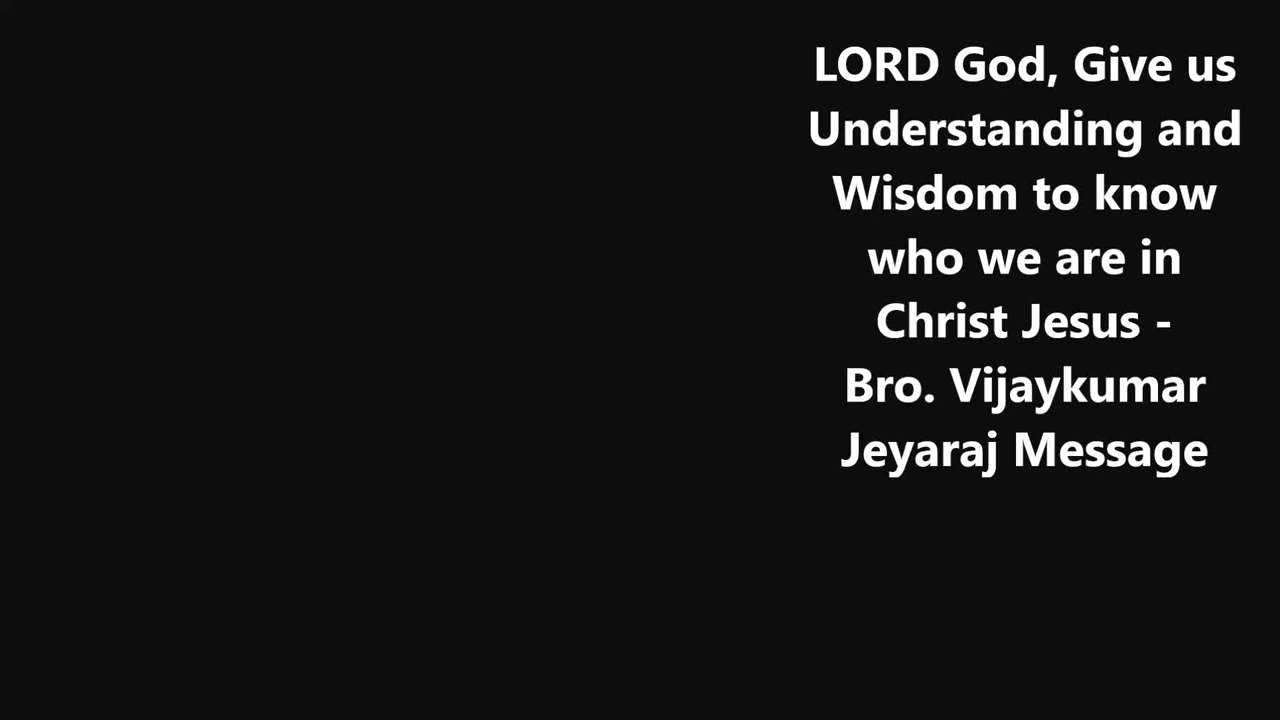 LORD God, Give us
Understanding and
Wisdom to know
who we are in
Christ Jesus -
Bro. Vijaykumar
Jeyaraj Message